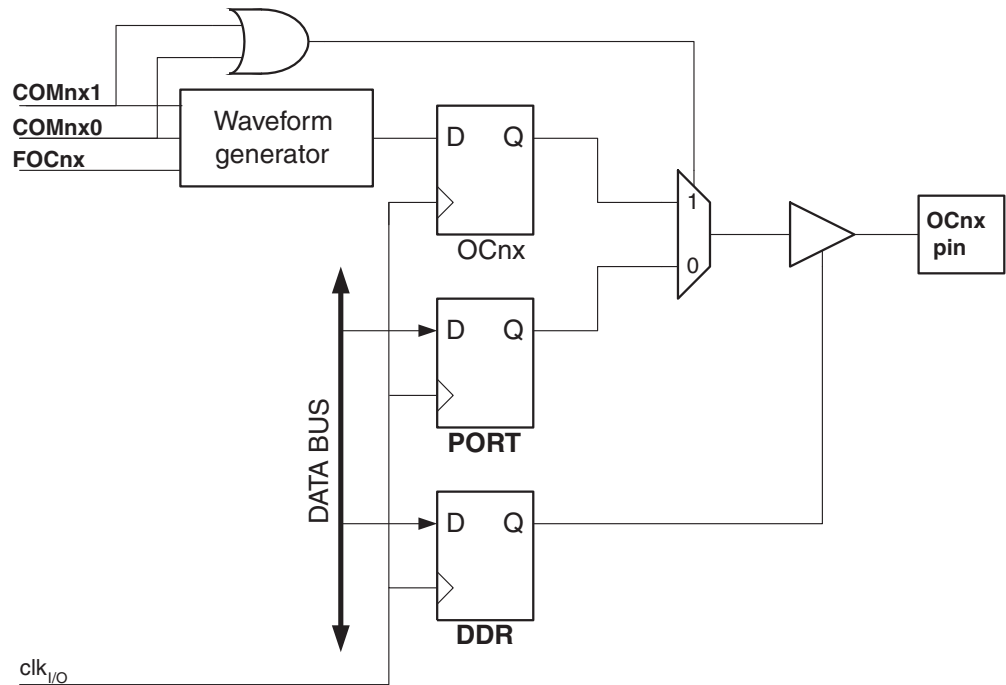 COMnx1
COMnx0
FOCnx
Waveform
generator
D Q
OCnx
1
0
OCnx
pin
D Q
PORT
DATA BUS
D Q
DDR
clkI/O